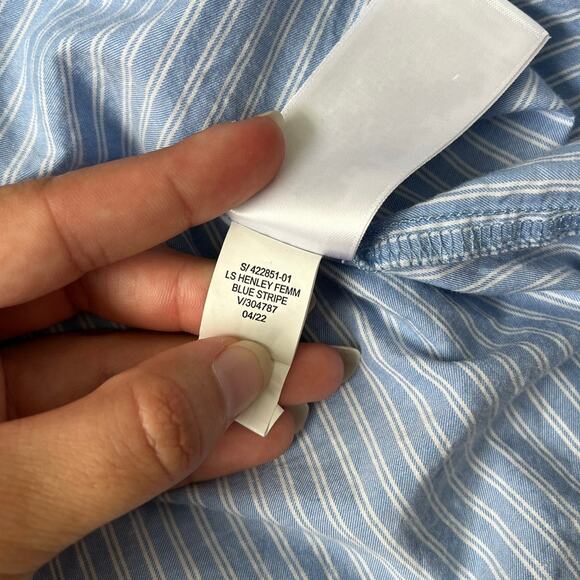 S/ 422851-01
LS HENLEY FEMM
BLUE STRIPE
V/304787
04/22